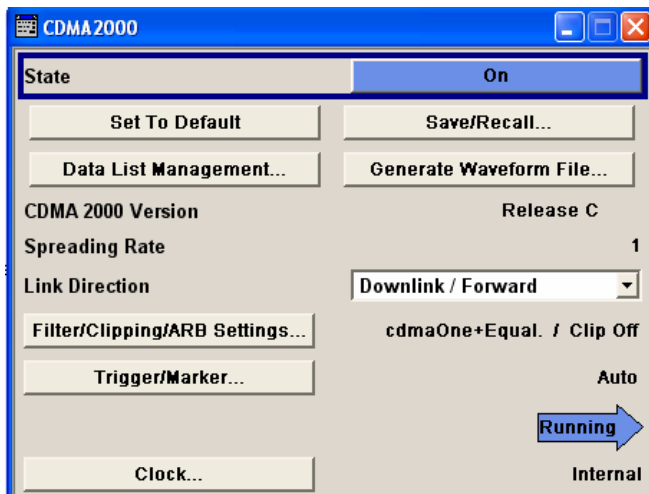 CDMA2000
State On
Set To Default Save/Recall...
Data List Management... Generate Waveform File...
CDMA 2000 Version Release C
Spreading Rate 1
Link Direction Downlink / Forward
Filter/Clipping/ARB Settings... cdmaOne+Equal. / Clip Off
Trigger/Marker... Auto
Running
Clock... Internal